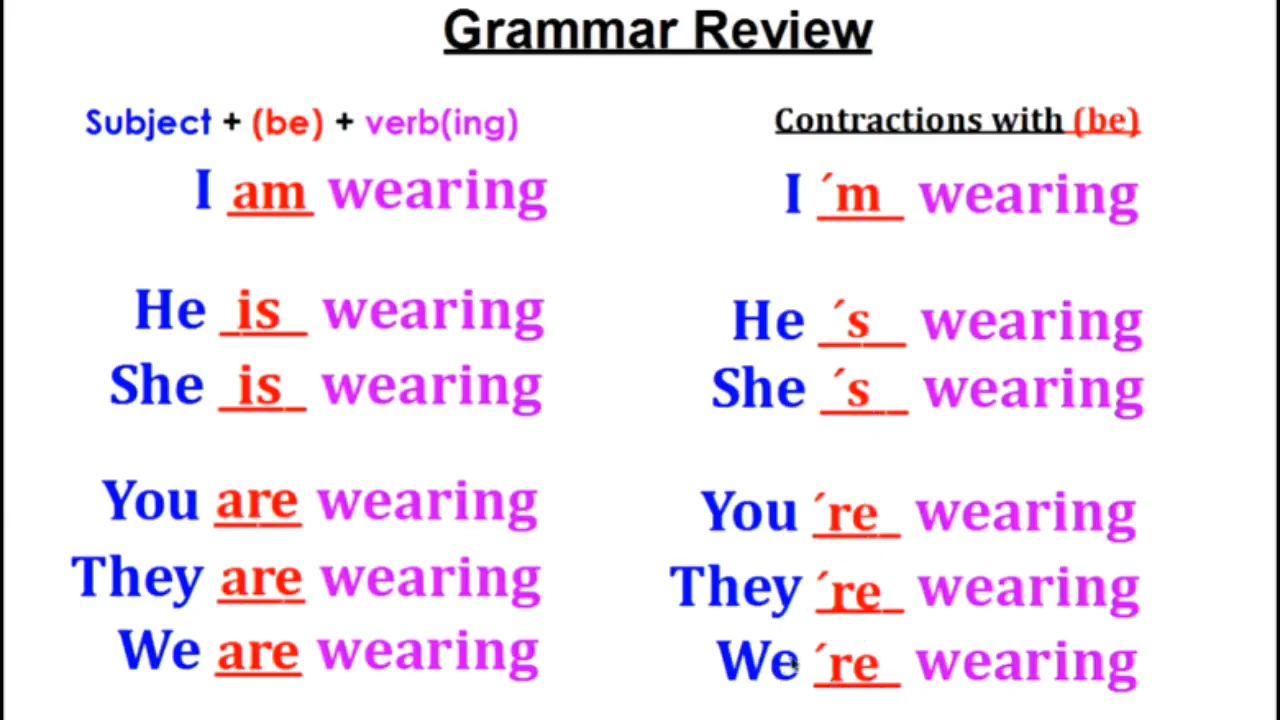 Grammar Review
Subject + (be) + verb(ing)
I am wearing
He is wearing
She is wearing
You are wearing
They are wearing
We are wearing
Contractions with (be)
I ´m wearing
He ´s wearing
She ´s wearing
You ´re wearing
They ´re wearing
We ´re wearing